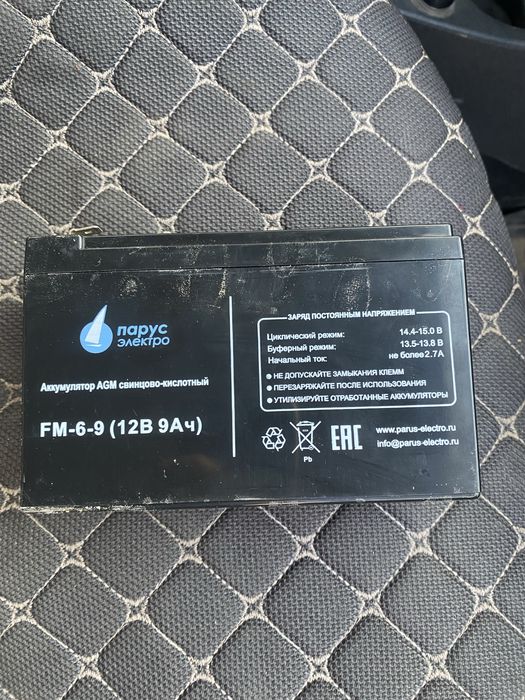 парус
электро
Аккумулятор AGM свинцово-кислотный
FM-6-9 (12В 9Ач)
ЗАРЯД ПОСТОЯННЫМ НАПРЯЖЕНИЕМ
Циклический режим: 14.4-15.0 В
Буферный режим: 13.5-13.8 В
Начальный ток: не более 2.7А
● НЕ ДОПУСКАЙТЕ ЗАМЫКАНИЯ КЛЕММ
● ПЕРЕЗАРЯЖАЙТЕ ПОСЛЕ ИСПОЛЬЗОВАНИЯ
● УТИЛИЗИРУЙТЕ ОТРАБОТАННЫЕ АККУМУЛЯТОРЫ
Pb
EAC
www.parus-electro.ru
info@parus-electro.ru